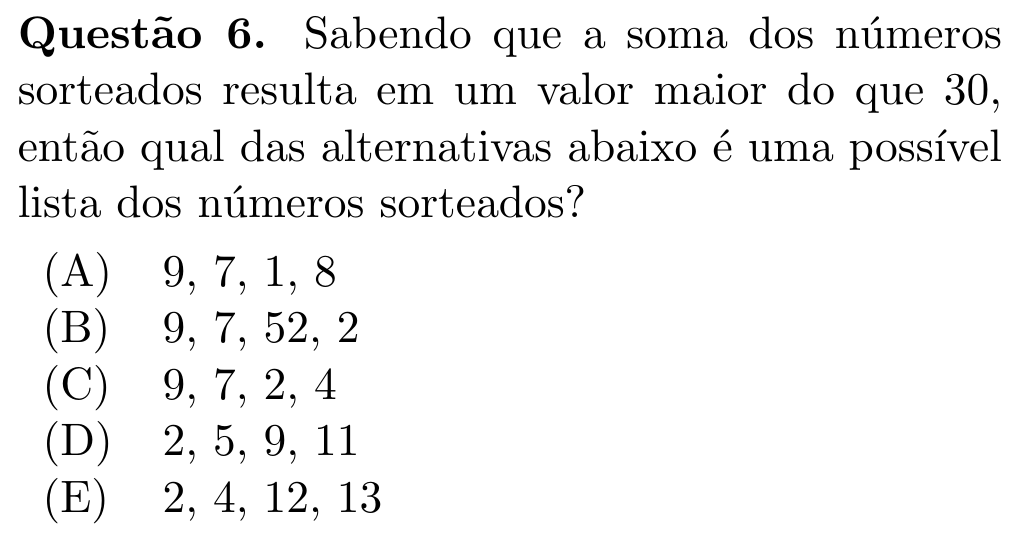 Questão 6. Sabendo que a soma dos números
sorteados resulta em um valor maior do que 30,
então qual das alternativas abaixo é uma possível
lista dos números sorteados?
(A) 9, 7, 1, 8
(B) 9, 7, 52, 2
(C) 9, 7, 2, 4
(D) 2, 5, 9, 11
(E) 2, 4, 12, 13